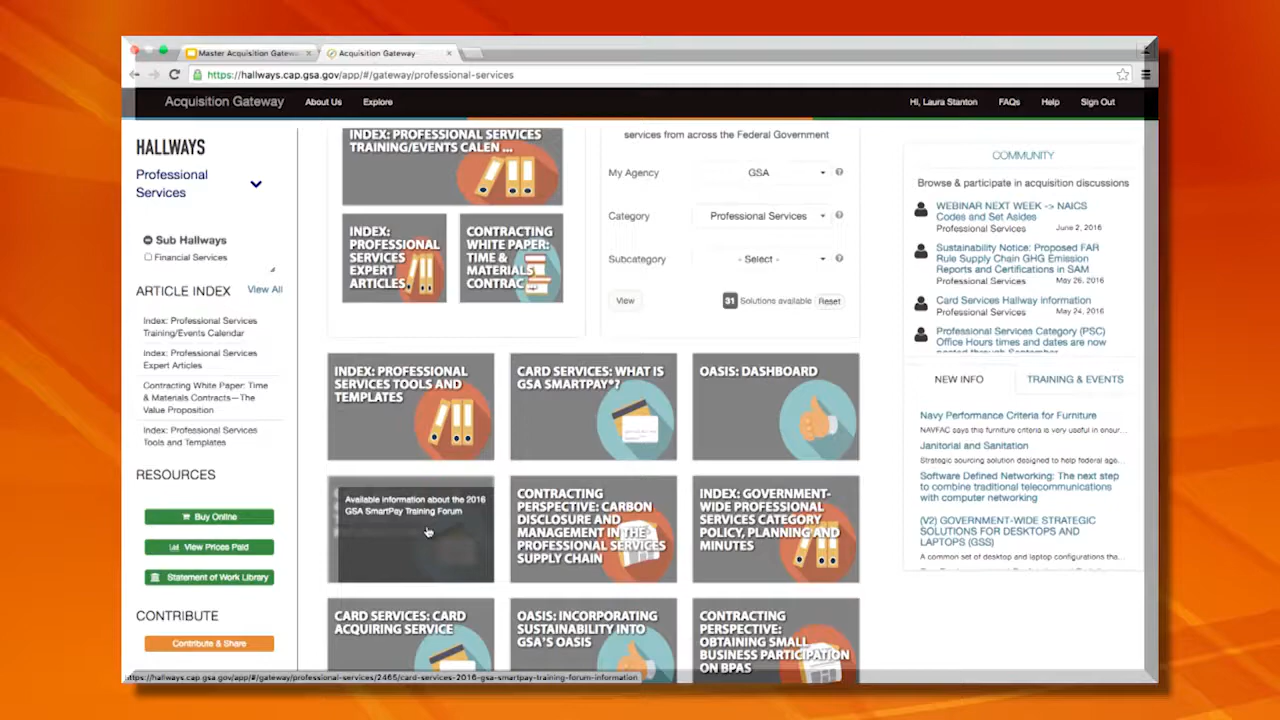 Master Acquisition Gatew
Acquisition Gateway
https://hallways.cap.gsa.gov/app/#/gateway/professional-services
Acquisition Gateway
About Us
Explore
Hi, Laura Stanton
FAQs
Help
Sign Out
HALLWAYS
Professional
Services
Sub Hallways
Financial Services
ARTICLE INDEX
View All
Index: Professional Services
Training/Events Calendar
Index: Professional Services
Expert Articles
Contracting White Paper: Time
& Materials Contracts—The
Value Proposition
Index: Professional Services
Tools and Templates
RESOURCES
Buy Online
View Prices Paid
Statement of Work Library
CONTRIBUTE
Contribute & Share
INDEX: PROFESSIONAL SERVICES
TRAINING/EVENTS CALEN ...
INDEX:
PROFESSIONAL
SERVICES
EXPERT
ARTICLES
CONTRACTING
WHITE PAPER:
TIME &
MATERIALS
CONTRAC...
services from across the Federal Government
My Agency
GSA
Category
Professional Services
Subcategory
- Select -
View
31 Solutions available
Reset
INDEX: PROFESSIONAL
SERVICES TOOLS AND
TEMPLATES
CARD SERVICES: WHAT IS
GSA SMARTPAY®?
OASIS: DASHBOARD
Available information about the 2016
GSA SmartPay Training Forum
CONTRACTING
PERSPECTIVE: CARBON
DISCLOSURE AND
MANAGEMENT IN THE
PROFESSIONAL SERVICES
SUPPLY CHAIN
INDEX: GOVERNMENT-
WIDE PROFESSIONAL
SERVICES CATEGORY
POLICY, PLANNING AND
MINUTES
CARD SERVICES: CARD
ACQUIRING SERVICE
OASIS: INCORPORATING
SUSTAINABILITY INTO
GSA'S OASIS
CONTRACTING
PERSPECTIVE:
OBTAINING SMALL
BUSINESS PARTICIPATION
ON BPAS
COMMUNITY
Browse & participate in acquisition discussions
WEBINAR NEXT WEEK -> NAICS
Codes and Set Asides
Professional Services June 2, 2016
Sustainability Notice: Proposed FAR
Rule Supply Chain GHG Emission
Reports and Certifications in SAM
Professional Services May 26, 2016
Card Services Hallway Information
Professional Services May 24, 2016
Professional Services Category (PSC)
Office Hours times and dates are now
posted through September
NEW INFO
TRAINING & EVENTS
Navy Performance Criteria for Furniture
NAVFAC says this furniture criteria is very useful in ensur...
Janitorial and Sanitation
Strategic sourcing solution designed to help federal age...
Software Defined Networking: The next step
to combine traditional telecommunications
with computer networking
(V2) GOVERNMENT-WIDE STRATEGIC
SOLUTIONS FOR DESKTOPS AND
LAPTOPS (GSS)
A common set of desktop and laptop configurations tha...
https://hallways.cap.gsa.gov/app/#/gateway/professional-services/2465/card-services-2016-gsa-smartpay-training-forum-information